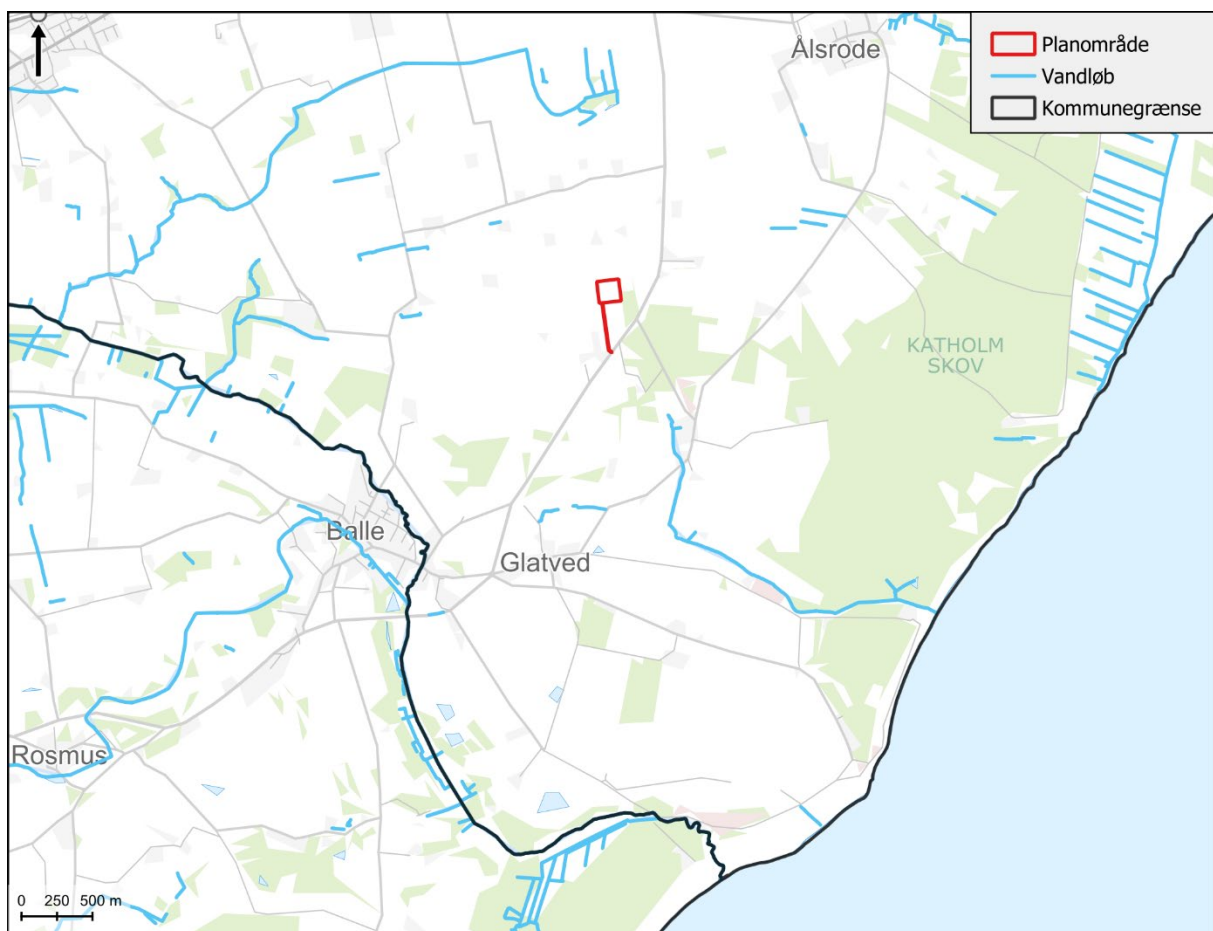 Ålsrode
Planområde
Vandløb
Kommunegrænse
KATHOLM
SKOV
Balle
Glatved
Rosmus
0 250 500 m